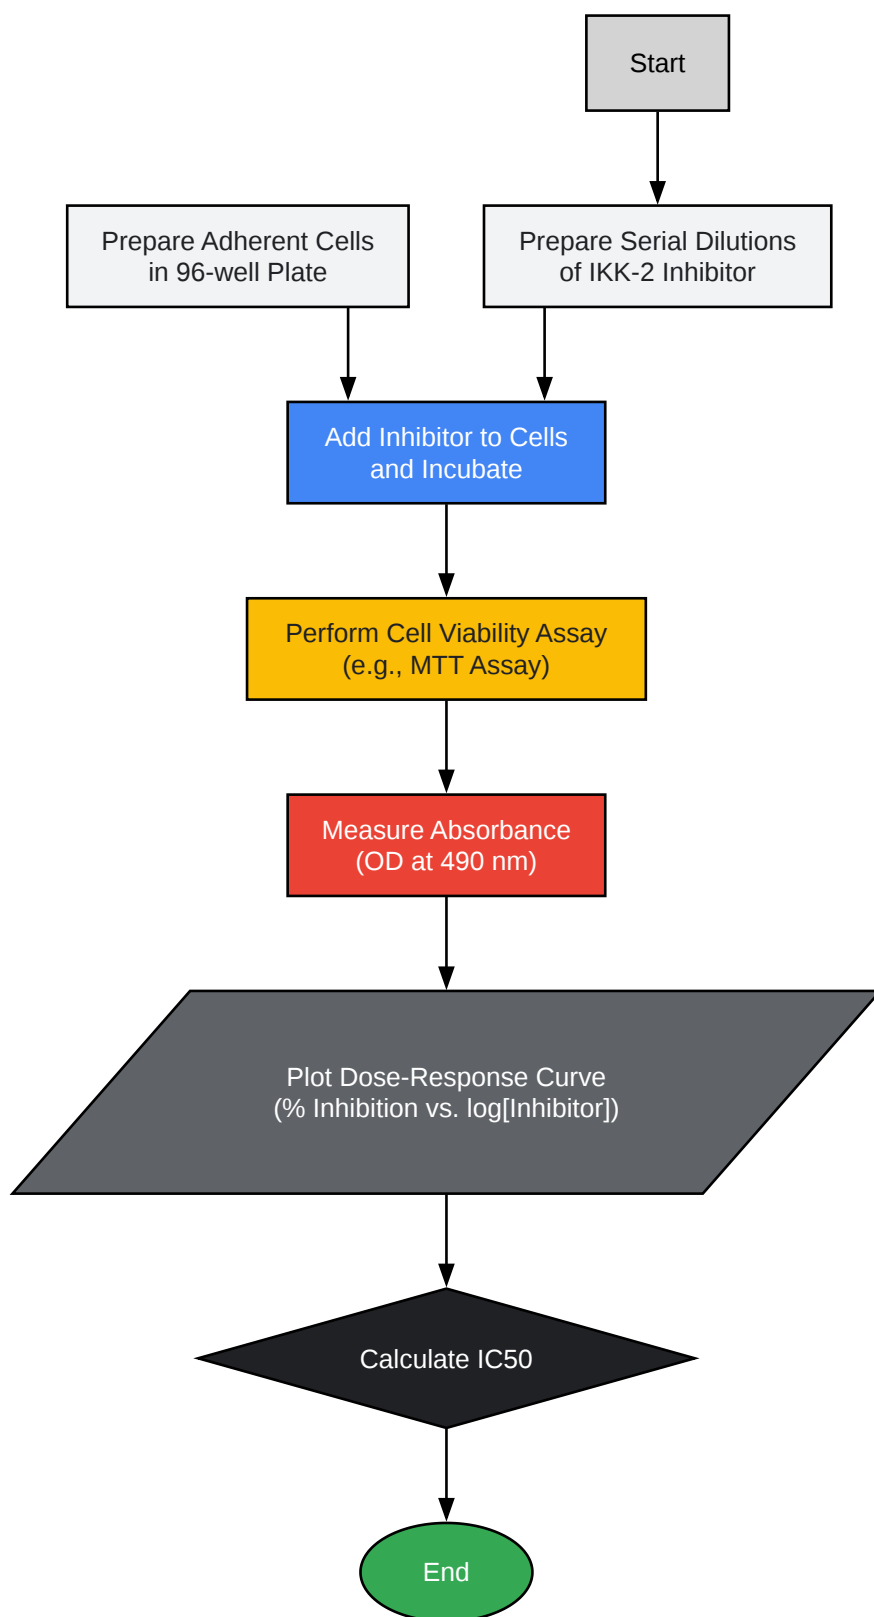 Start
Prepare Adherent Cells
in 96-well Plate
Prepare Serial Dilutions
of IKK-2 Inhibitor
Add Inhibitor to Cells
and Incubate
Perform Cell Viability Assay
(e.g., MTT Assay)
Measure Absorbance
(OD at 490 nm)
Plot Dose-Response Curve
(% Inhibition vs. log[Inhibitor])
Calculate IC50
End